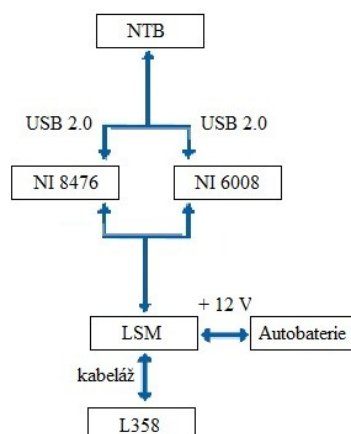 NTB
USB 2.0 USB 2.0
NI 8476 NI 6008
+ 12 V
LSM Autobaterie
kabeláž
L358